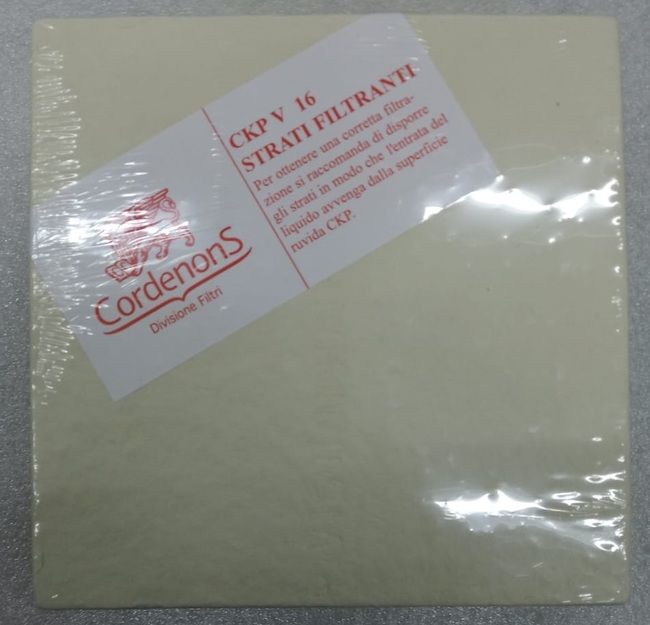 CKP V 16
STRATI FILTRANTI
Per ottenere una corretta filtra-
zione si raccomanda di disporre
gli strati in modo che l'entrata del
liquido avvenga dalla superficie
ruvida CKP.
CordenonS
Divisione Filtri